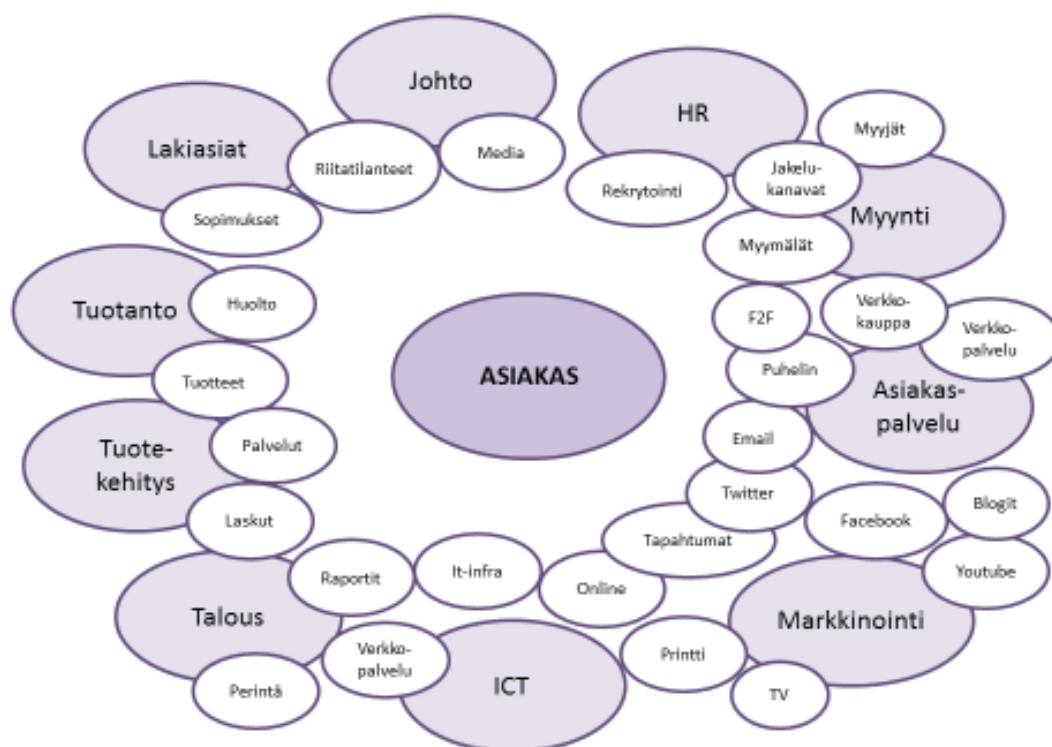 Johto
HR
Myyjät
Lakiasiat
Riitatilanteet
Media
Rekrytointi
Jakelu-
kanavat
Myynti
Sopimukset
Myymälät
Tuotanto
Huolto
F2F
Verkko-
kauppa
Verkko-
palvelu
ASIAKAS
Puhelin
Tuotteet
Asiakas-
palvelu
Tuote-
kehitys
Palvelut
Email
Twitter
Laskut
Facebook
Blogit
Tapahtumat
Raportit
It-infra
Online
Youtube
Talous
Markkinointi
Verkko-
palvelu
Printti
Perintä
ICT
TV